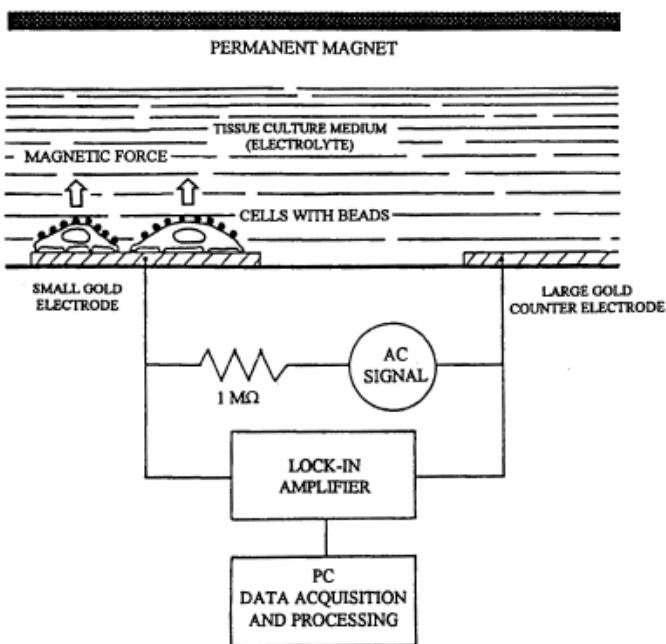 PERMANENT MAGNET
TISSUE CULTURE MEDIUM
(ELECTROLYTE)
MAGNETIC FORCE
CELLS WITH BEADS
SMALL GOLD
ELECTRODE
LARGE GOLD
COUNTER ELECTRODE
AC
SIGNAL
1 MΩ
LOCK-IN
AMPLIFIER
PC
DATA ACQUISITION
AND PROCESSING